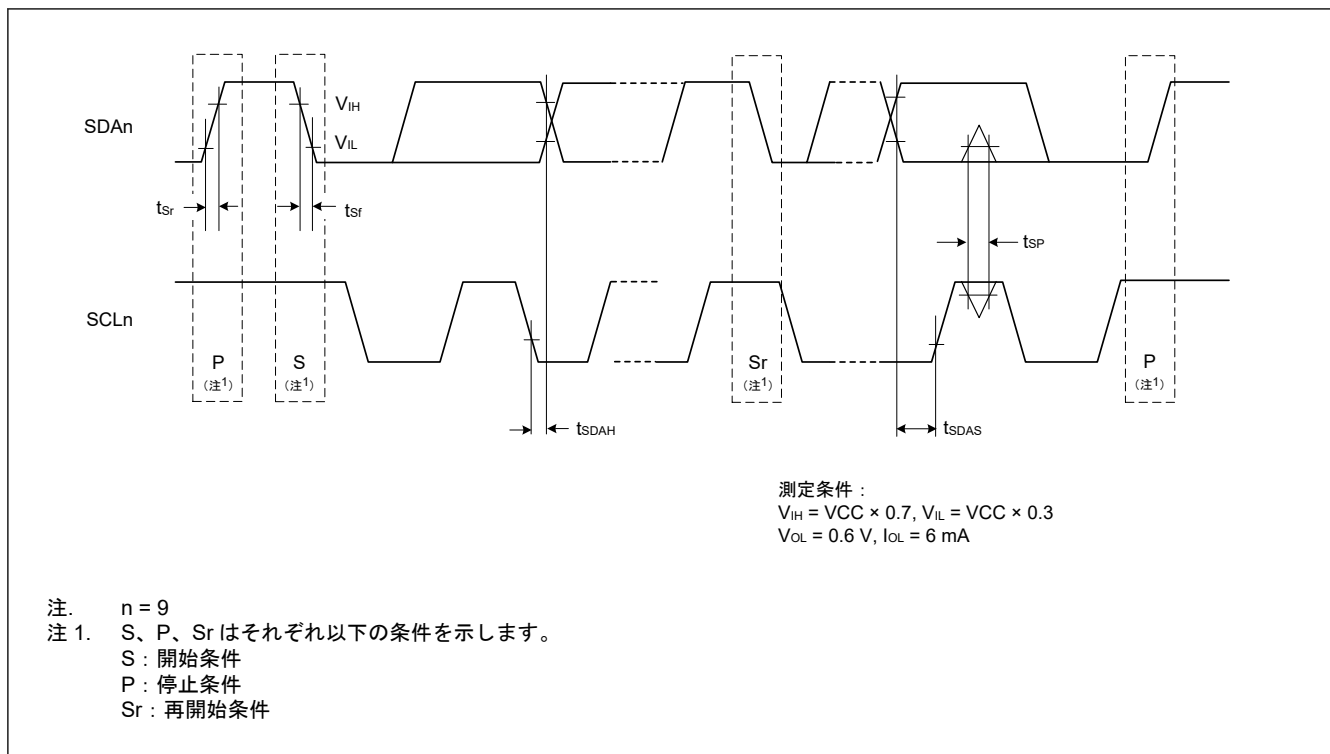 SDAn
VIH
VIL
tSr
tSf
tSP
SCLn
P
(注1)
S
(注1)
Sr
(注1)
P
(注1)
tSDAH
tSDAS
測定条件:
VIH = VCC × 0.7, VIL = VCC × 0.3
VOL = 0.6 V, IOL = 6 mA
注. n = 9
注 1. S、P、Sr はそれぞれ以下の条件を示します。
S:開始条件
P:停止条件
Sr:再開始条件